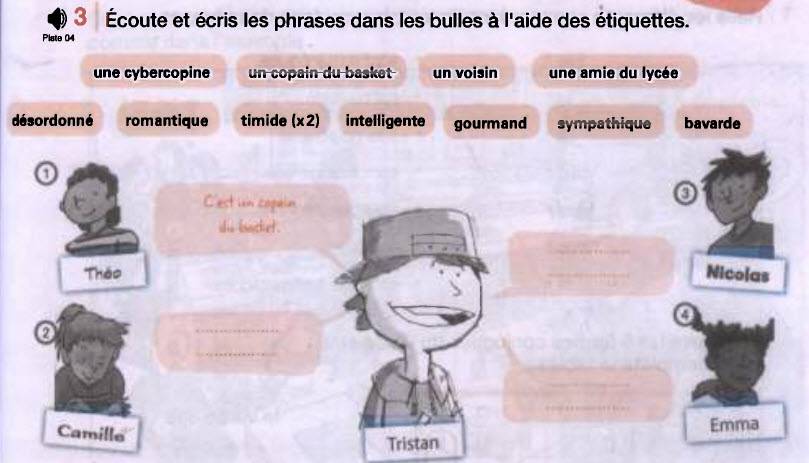 3 Écoute et écris les phrases dans les bulles à l'aide des étiquettes.
Piste 04
une cybercopine un copain du basket un voisin une amie du lycée
désordonné romantique timide (x2) intelligente gourmand sympathique bavarde
1
C'est un copain
du basket.
Théo
2
Camille
Tristan
3
Nicolas
4
Emma